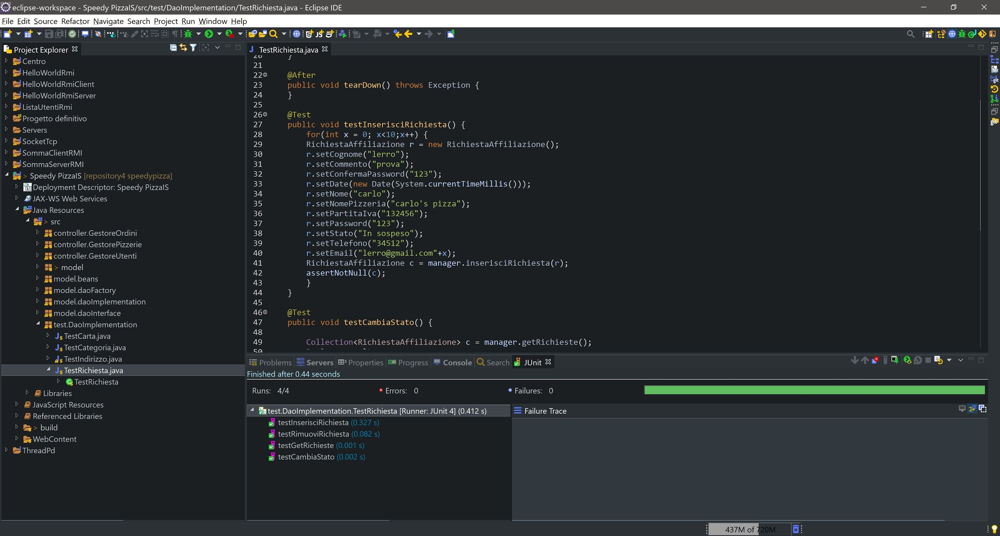 eclipse-workspace - Speedy PizzaIS/src/test/DaoImplementation/TestRichiesta.java - Eclipse IDE
File Edit Source Refactor Navigate Search Project Run Window Help
Project Explorer
Centro
HelloWorldRmi
HelloWorldRmiClient
HelloWorldRmiServer
ListaUtentiRmi
Progetto definitivo
Servers
SocketTcp
SommaClientRMI
SommaServerRMI
> Speedy PizzaIS [repository4 speedypizza]
Deployment Descriptor: Speedy PizzaIS
JAX-WS Web Services
Java Resources
> src
controller.GestoreOrdini
controller.GestorePizzerie
controller.GestoreUtenti
> model
model.beans
model.daoFactory
model.daoImplementation
model.daoInterface
test.DaoImplementation
TestCarta.java
TestCategoria.java
TestIndirizzo.java
TestRichiesta.java
TestRichiesta
Libraries
JavaScript Resources
Referenced Libraries
> build
WebContent
ThreadPd
TestRichiesta.java
20 }
21
22 @After
23 public void tearDown() throws Exception {
24 }
25
26 @Test
27 public void testInserisciRichiesta() {
28 for(int x = 0; x<10;x++) {
29 RichiestaAffiliazione r = new RichiestaAffiliazione();
30 r.setCognome("lerro");
31 r.setCommento("prova");
32 r.setConfermaPassword("123");
33 r.setDate(new Date(System.currentTimeMillis()));
34 r.setNome("carlo");
35 r.setNomePizzeria("carlo's pizza");
36 r.setPartitaIva("132456");
37 r.setPassword("123");
38 r.setStato("In sospeso");
39 r.setTelefono("34512");
40 r.setEmail("lerro@gmail.com"+x);
41 RichiestaAffiliazione c = manager.inserisciRichiesta(r);
42 assertNotNull(c);
43 }
44 }
45
46 @Test
47 public void testCambiaStato() {
48
49 Collection<RichiestaAffiliazione> c = manager.getRichieste();
50
Problems Servers Properties Progress Console Search JUnit
Finished after 0.44 seconds
Runs: 4/4 Errors: 0 Failures: 0
test.DaoImplementation.TestRichiesta [Runner: JUnit 4] (0.412 s)
testInserisciRichiesta (0.327 s)
testRimuoviRichiesta (0.082 s)
testGetRichieste (0.001 s)
testCambiaStato (0.002 s)
Failure Trace
437M of 720M